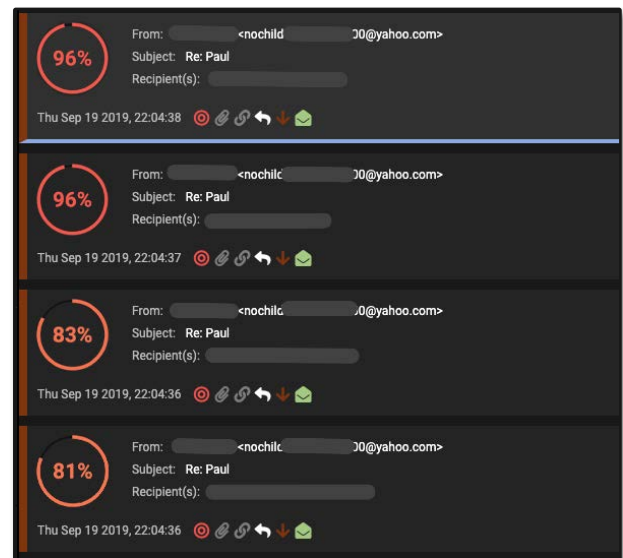 From: <nochild 00@yahoo.com>
96%
Subject: Re: Paul
Recipient(s):
Thu Sep 19 2019, 22:04:38
From: <nochild 00@yahoo.com>
96%
Subject: Re: Paul
Recipient(s):
Thu Sep 19 2019, 22:04:37
From: <nochild 00@yahoo.com>
83%
Subject: Re: Paul
Recipient(s):
Thu Sep 19 2019, 22:04:36
From: <nochild 00@yahoo.com>
81%
Subject: Re: Paul
Recipient(s):
Thu Sep 19 2019, 22:04:36